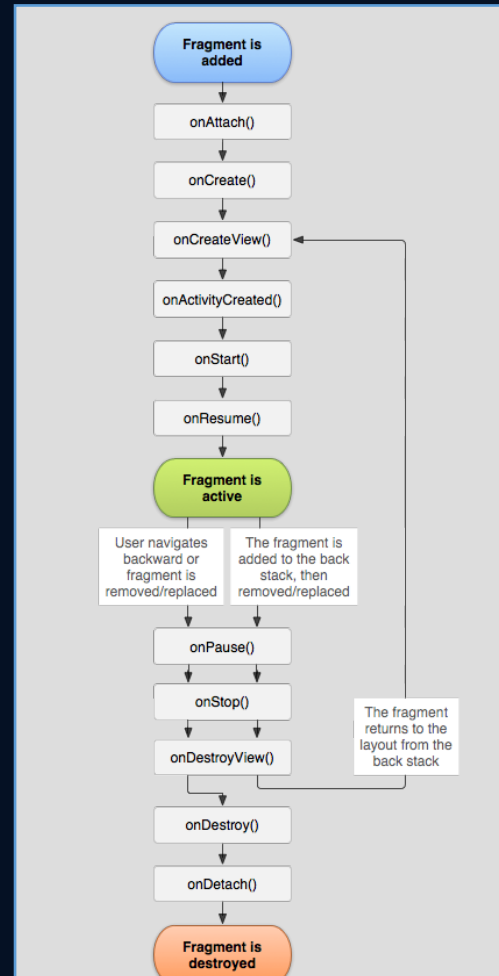 Fragment is
added
onAttach()
onCreate()
onCreateView()
onActivityCreated()
onStart()
onResume()
Fragment is
active
User navigates
backward or
fragment is
removed/replaced
The fragment is
added to the back
stack, then
removed/replaced
onPause()
onStop()
onDestroyView()
The fragment
returns to the
layout from the
back stack
onDestroy()
onDetach()
Fragment is
destroyed